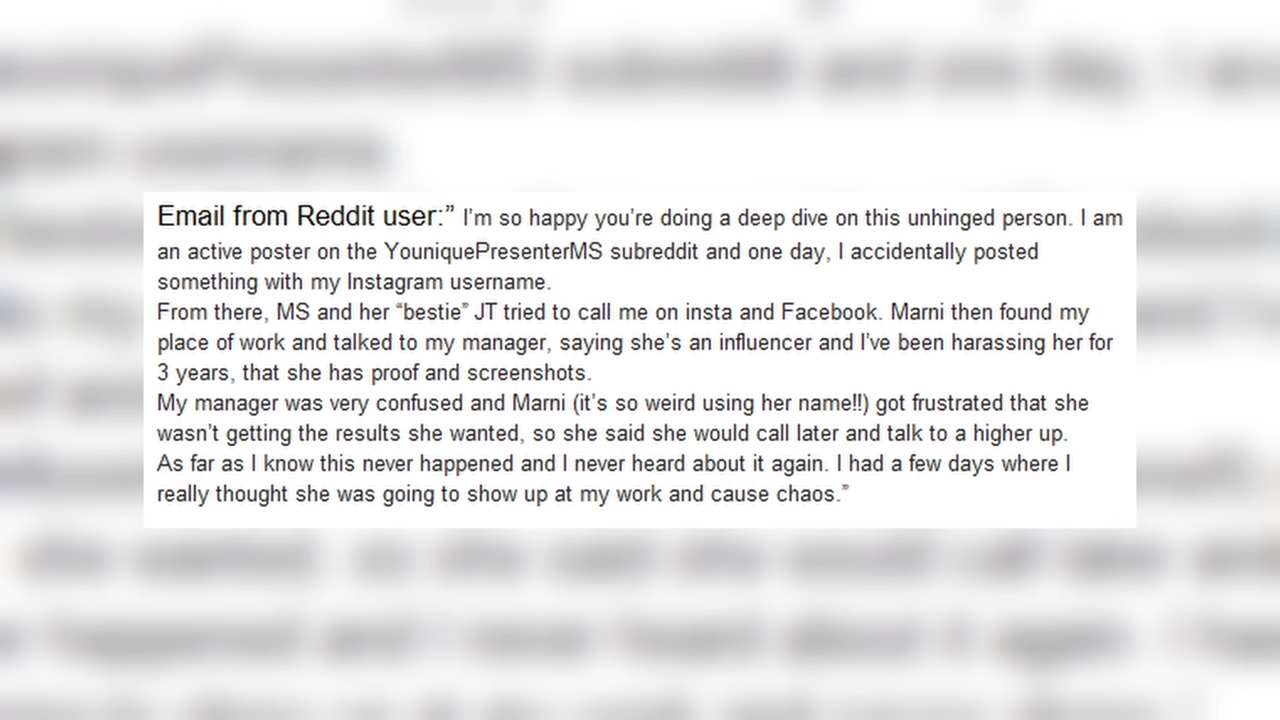 Email from Reddit user:” I’m so happy you’re doing a deep dive on this unhinged person. I am
an active poster on the YouniquePresenterMS subreddit and one day, I accidentally posted
something with my Instagram username.
From there, MS and her “bestie” JT tried to call me on insta and Facebook. Marni then found my
place of work and talked to my manager, saying she’s an influencer and I’ve been harassing her for
3 years, that she has proof and screenshots.
My manager was very confused and Marni (it’s so weird using her name!!) got frustrated that she
wasn’t getting the results she wanted, so she said she would call later and talk to a higher up.
As far as I know this never happened and I never heard about it again. I had a few days where I
really thought she was going to show up at my work and cause chaos.”